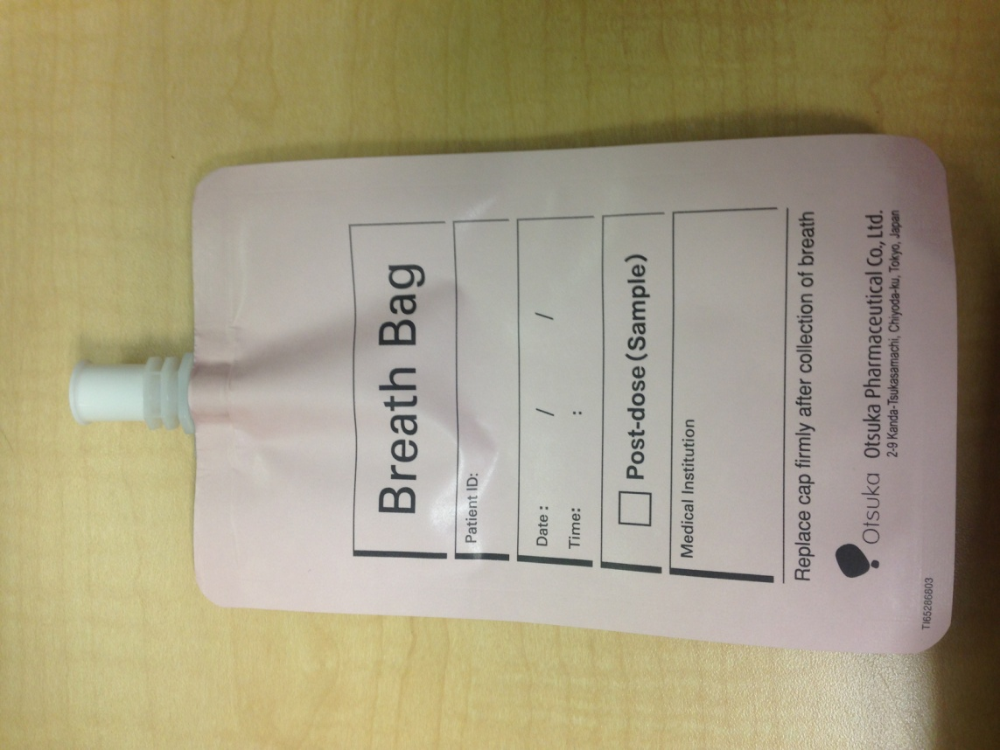 Breath Bag
Patient ID:
Date: / /
Time: :
Post-dose (Sample)
Medical Institution
Replace cap firmly after collection of breath
Otsuka Otsuka Pharmaceutical Co., Ltd.
2-9 Kanda-Tsukasamachi, Chiyoda-ku, Tokyo, Japan
TI65286803